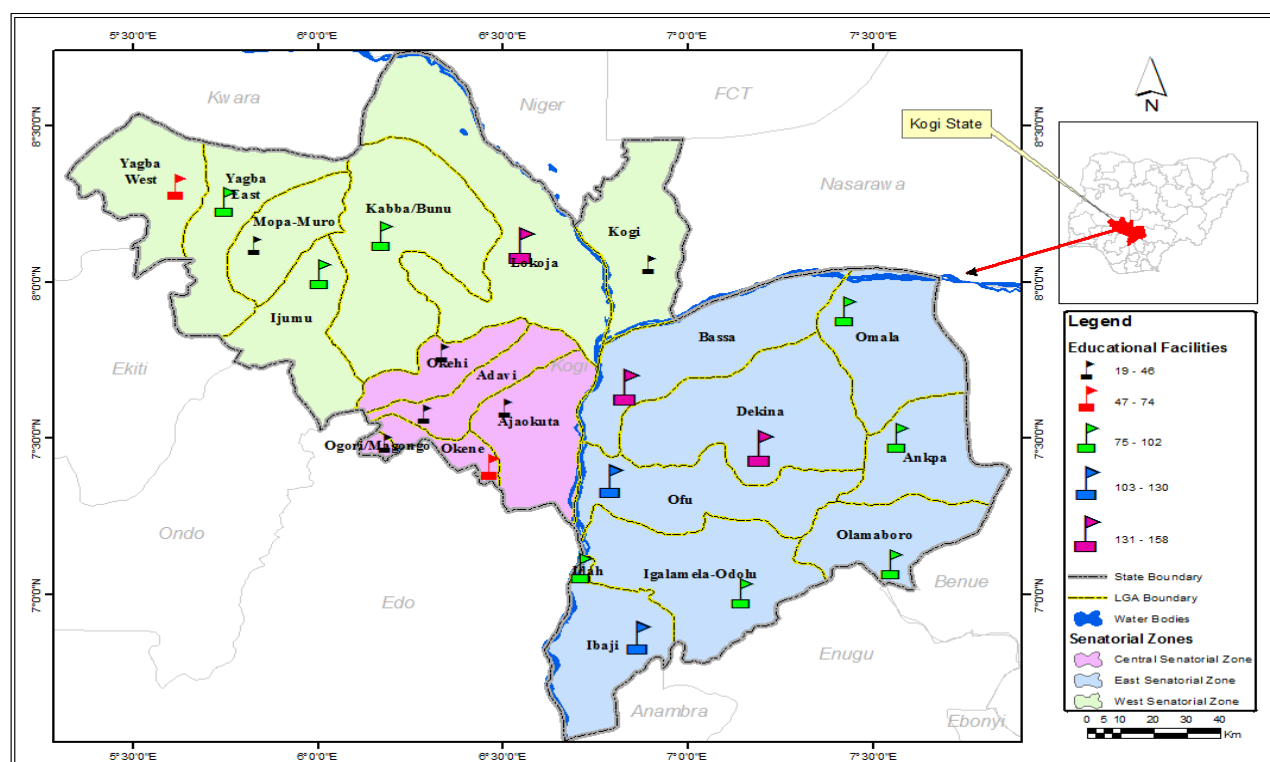 5°30'0"E 6°0'0"E 6°30'0"E 7°0'0"E 7°30'0"E
8°30'0"N
8°0'0"N
7°30'0"N
7°0'0"N
Kwara
Niger
FCT
Nasarawa
Ekiti
Ondo
Edo
Anambra
Enugu
Ebonyi
Benue
Kogi
Yagba
West
Yagba
East
Mopa-Muro
Kabba/Bunu
Lokoja
Kogi
Ijumu
Okehi
Adavi
Ajaokuta
Ogori/Magongo
Okene
Bassa
Omala
Dekina
Ankpa
Ofu
Olamaboro
Idah
Igalamela-Odolu
Ibaji
8°30'0"N
8°0'0"N
7°30'0"N
7°0'0"N
5°30'0"E 6°0'0"E 6°30'0"E 7°0'0"E 7°30'0"E
N
Kogi State
Legend
Educational Facilities
19 - 46
47 - 74
75 - 102
103 - 130
131 - 158
State Boundary
LGA Boundary
Water Bodies
Senatorial Zones
Central Senatorial Zone
East Senatorial Zone
West Senatorial Zone
0 5 10 20 30 40
Km